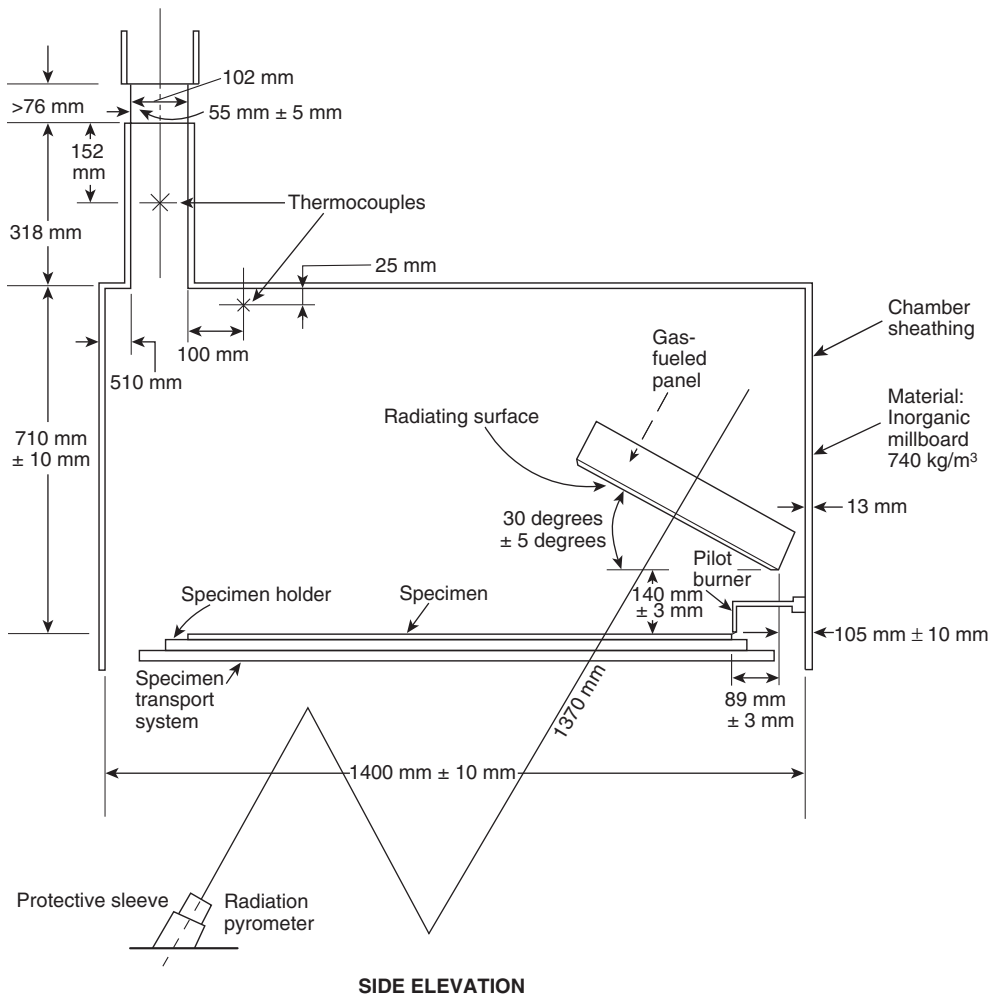 102 mm
>76 mm
55 mm ± 5 mm
152
mm
Thermocouples
318 mm
25 mm
Chamber
sheathing
100 mm
Gas-
fueled
panel
510 mm
Material:
Inorganic
millboard
740 kg/m³
Radiating surface
710 mm
± 10 mm
13 mm
30 degrees
± 5 degrees
Pilot
burner
Specimen holder
Specimen
140 mm
± 3 mm
105 mm ± 10 mm
Specimen
transport
system
89 mm
± 3 mm
1370 mm
1400 mm ± 10 mm
Protective sleeve
Radiation
pyrometer
SIDE ELEVATION